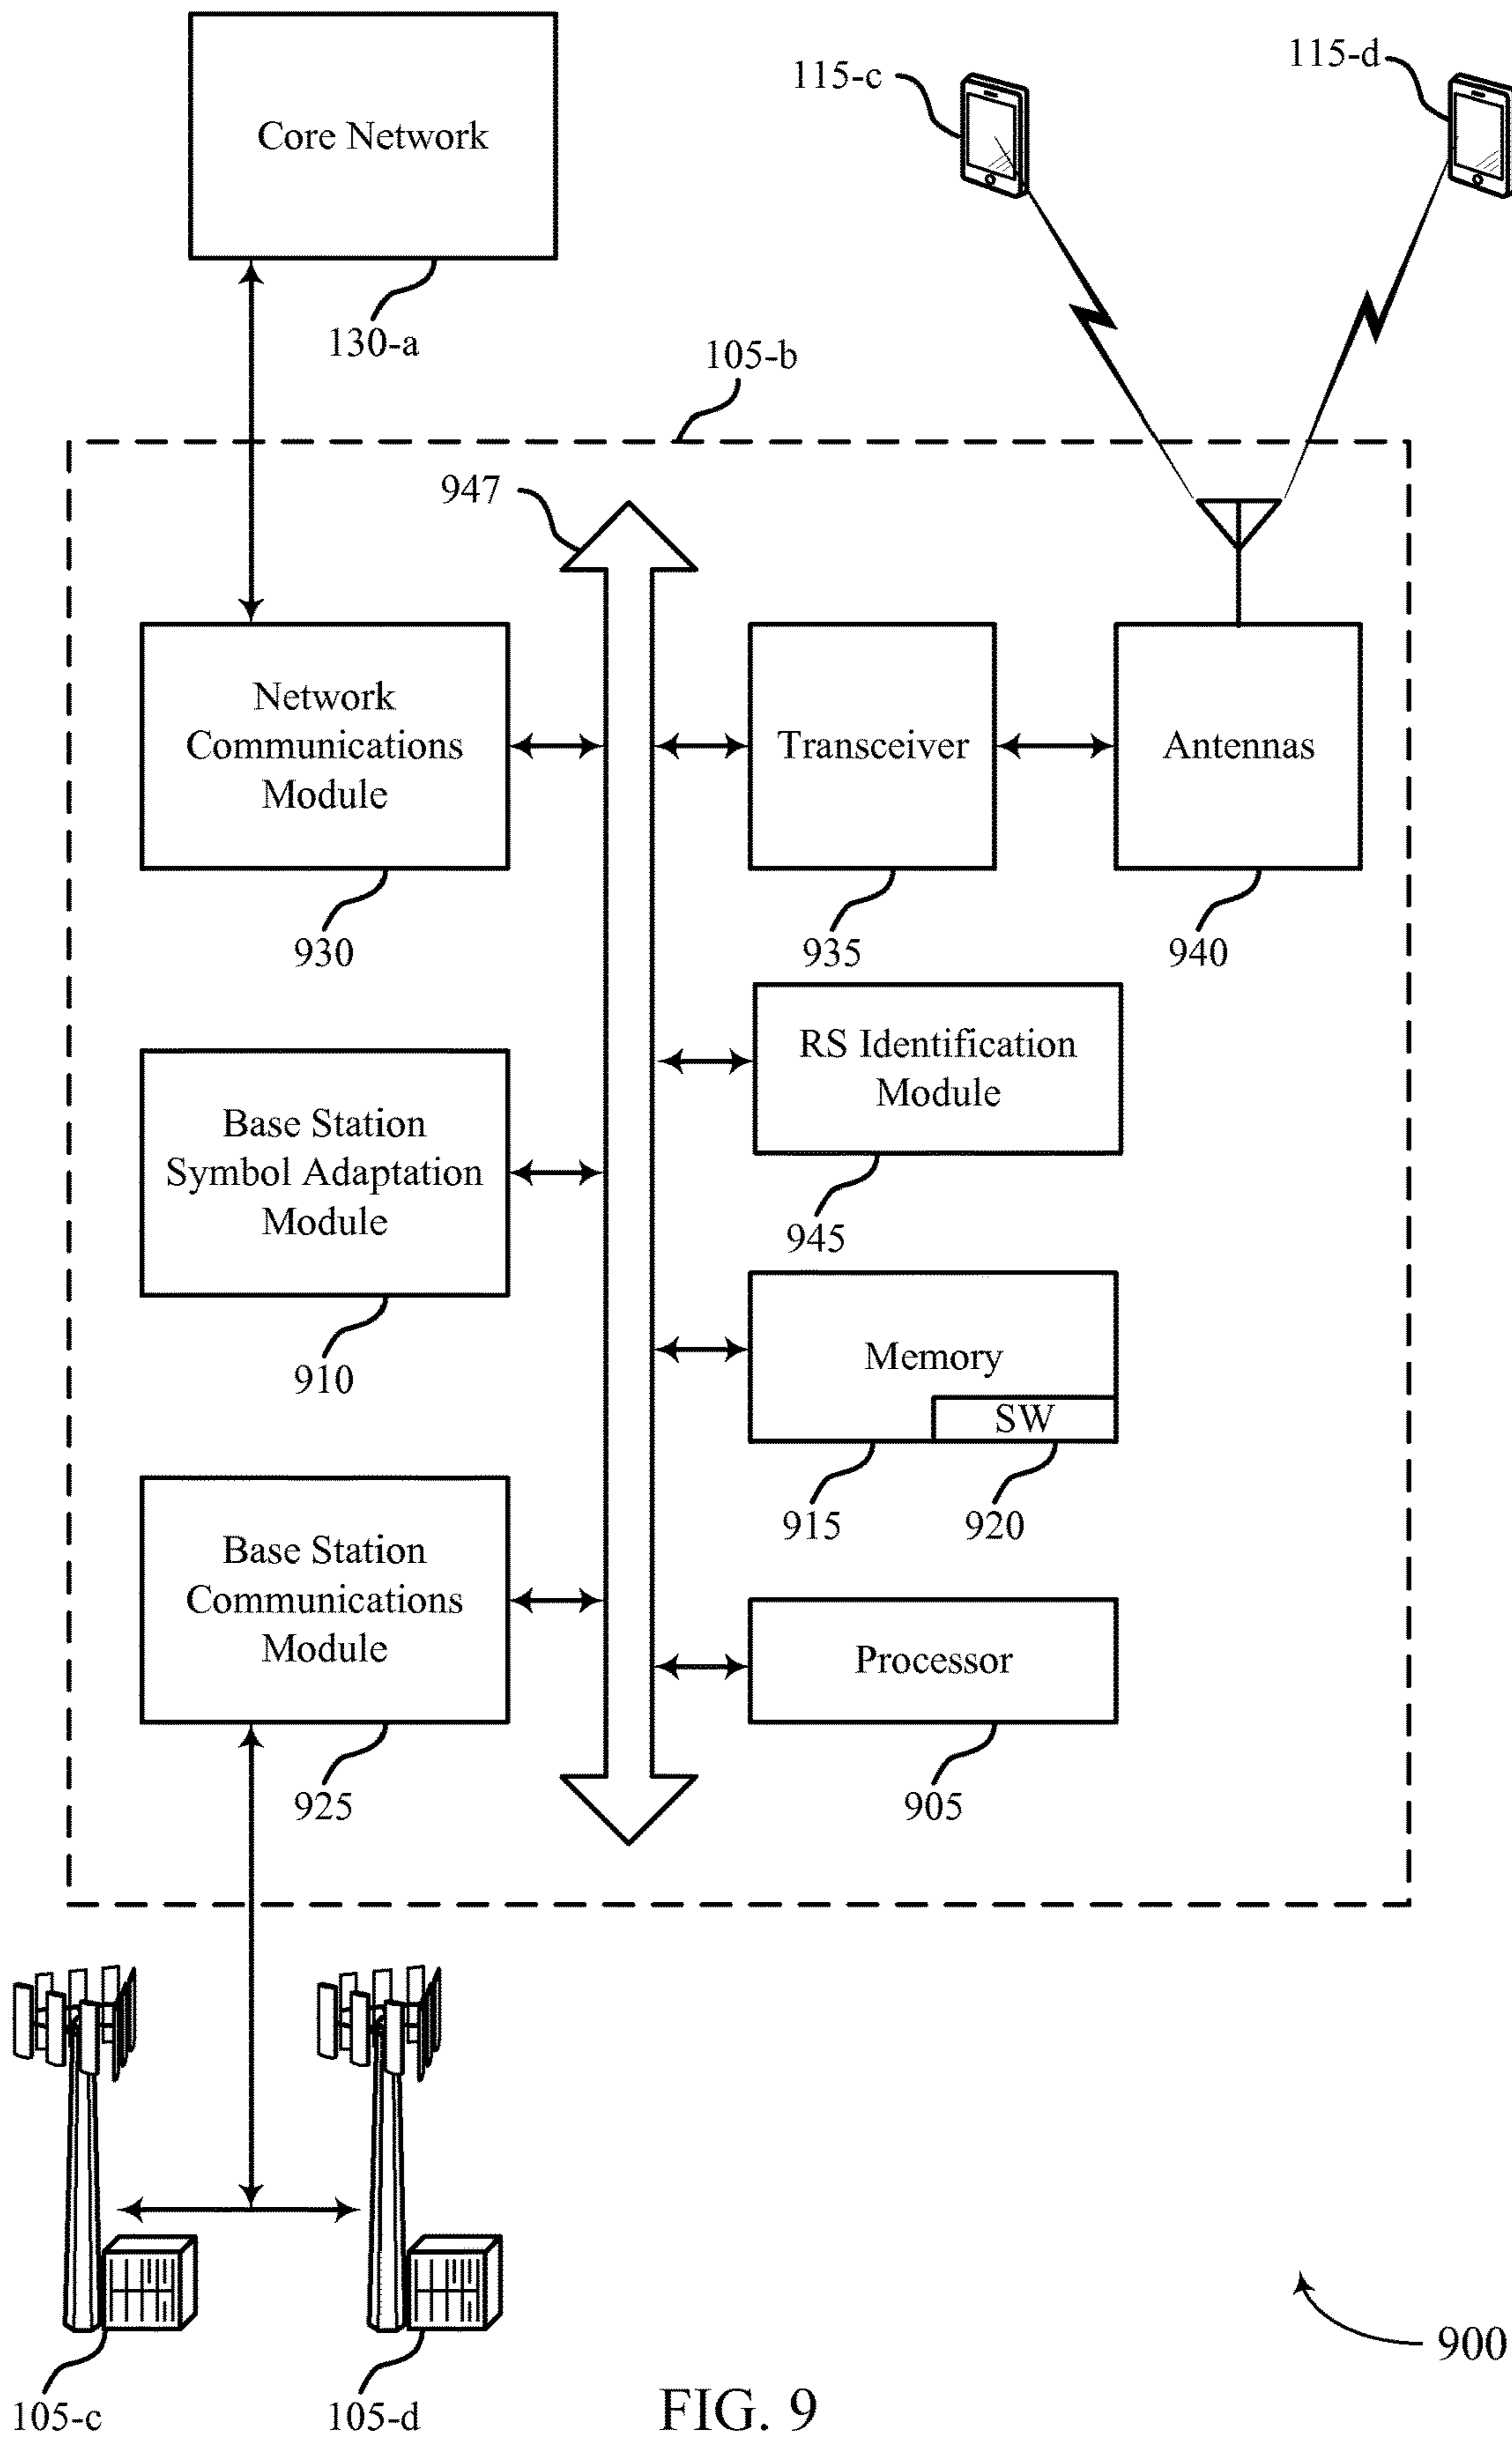 Core Network
130-a
115-c
115-d
105-b
947
Network
Communications
Module
930
Transceiver
935
Antennas
940
RS Identification
Module
945
Base Station
Symbol Adaptation
Module
910
Memory
SW
915
920
Base Station
Communications
Module
925
Processor
905
105-c
105-d
900
FIG. 9